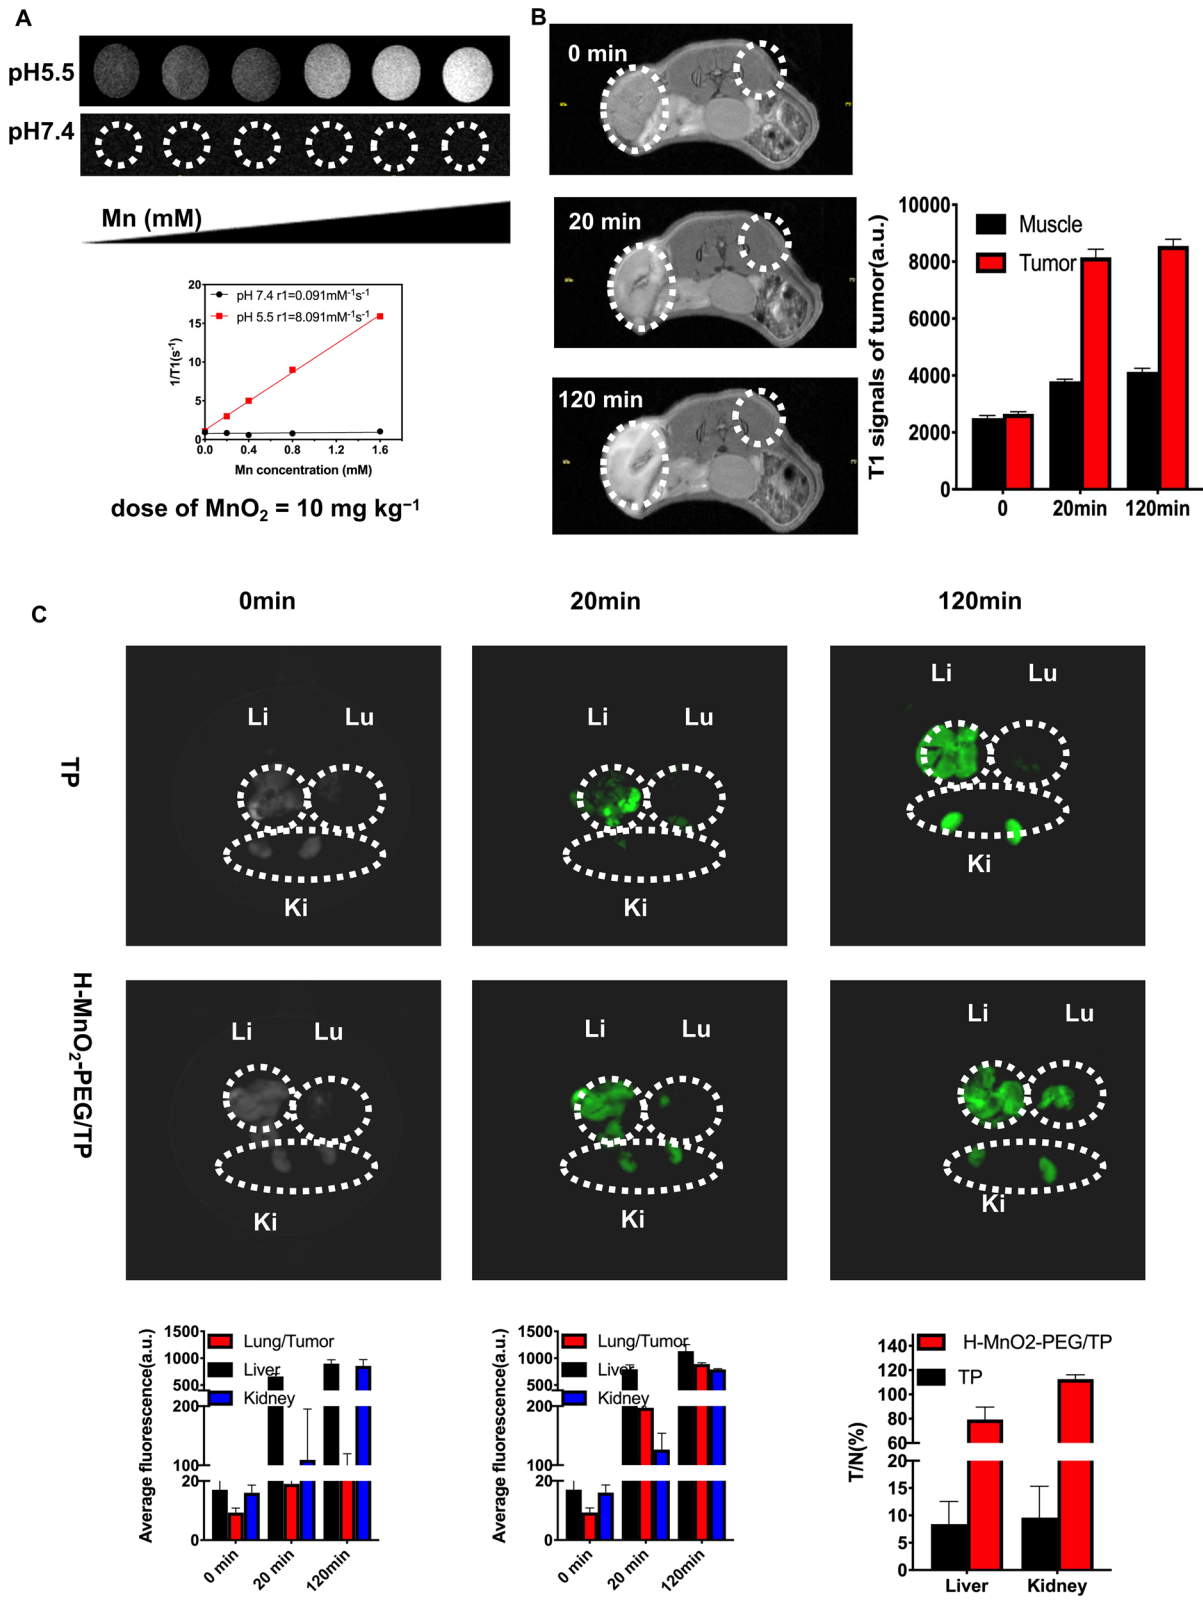 A
pH5.5
pH7.4
Mn (mM)
20
15
10
5
0
1/T1(s⁻¹)
pH 7.4 r1=0.091mM⁻¹s⁻¹
pH 5.5 r1=8.091mM⁻¹s⁻¹
0.0 0.4 0.8 1.2 1.6
Mn concentration (mM)
dose of MnO₂ = 10 mg kg⁻¹
B
0 min
20 min
120 min
T1 signals of tumor(a.u.)
10000
8000
6000
4000
2000
0
Muscle
Tumor
0 20min 120min
C
0min 20min 120min
TP
Li Lu
Ki
Li Lu
Ki
Li Lu
Ki
H-MnO₂-PEG/TP
Li Lu
Ki
Li Lu
Ki
Li Lu
Ki
Average fluorescence(a.u.)
1500
1000
500
200
100
20
0
Lung/Tumor
Liver
Kidney
0 min 20 min 120min
Average fluorescence(a.u.)
1500
1000
500
200
100
20
0
Lung/Tumor
Liver
Kidney
0 min 20 min 120min
T/N(%)
140
120
100
80
60
20
15
10
5
0
H-MnO2-PEG/TP
TP
Liver Kidney